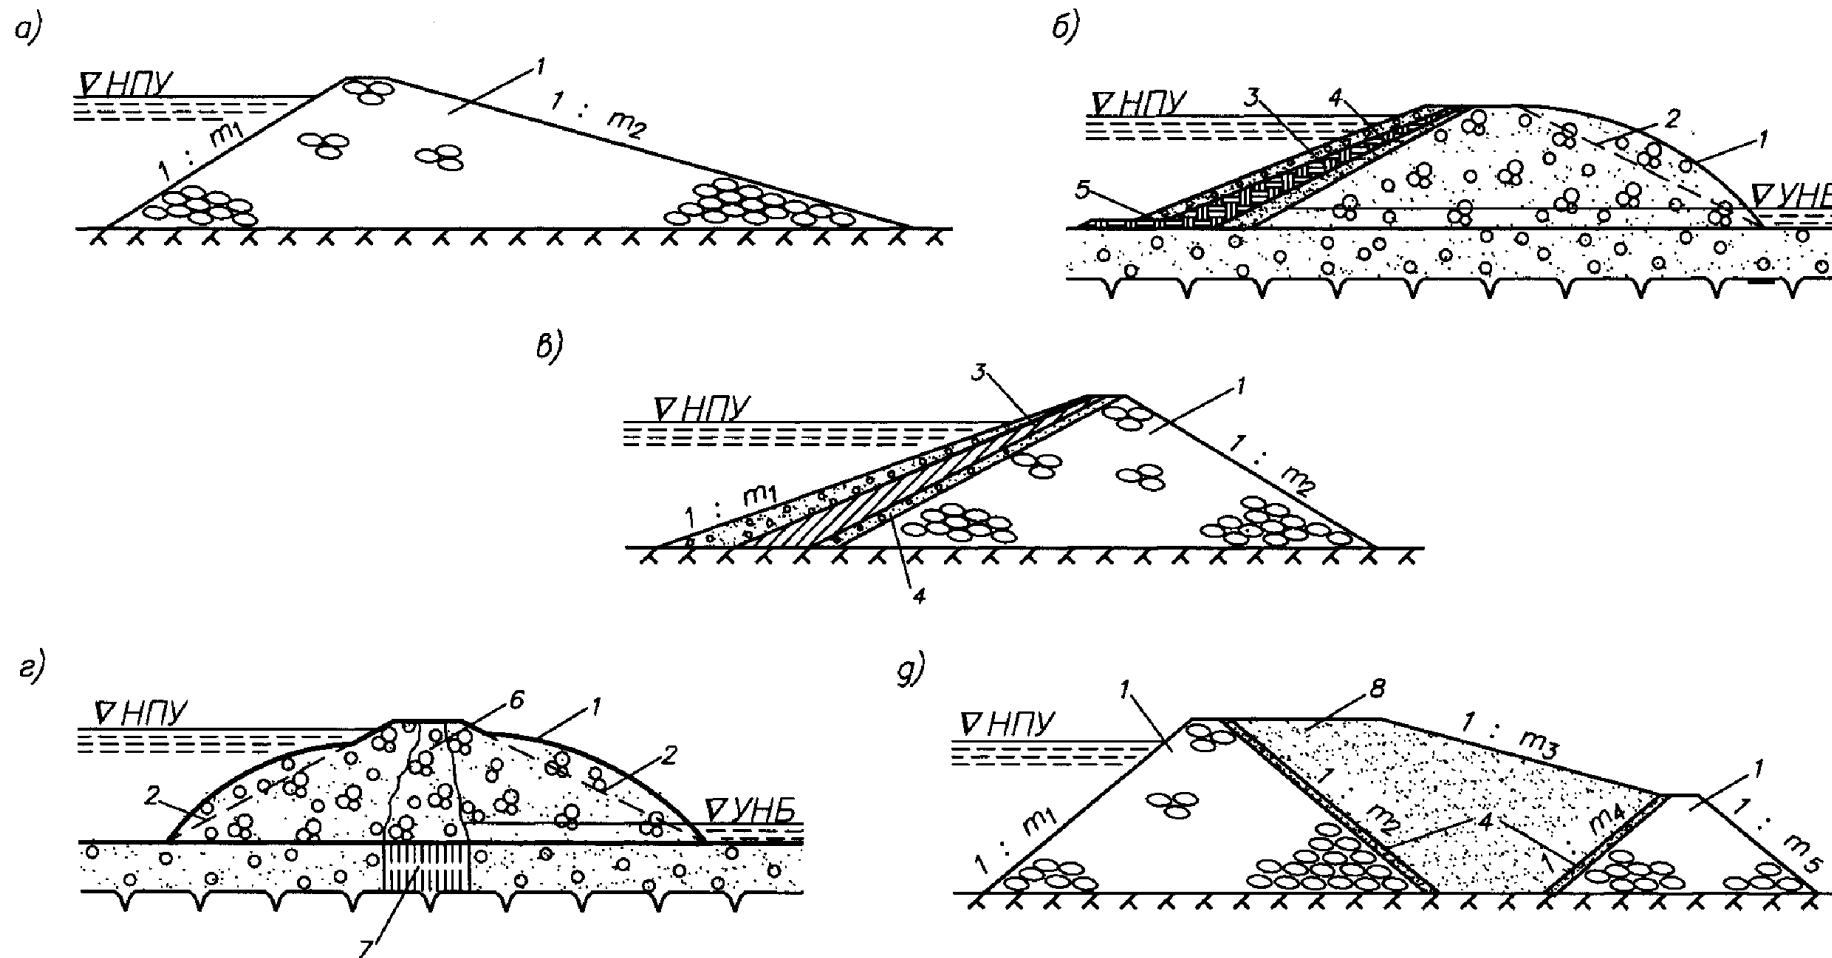 а)
∇ НПУ
1 : m₁
1
1 : m₂
б)
∇ НПУ
3
4
2
1
5
∇ УНБ
в)
∇ НПУ
3
1
1 : m₁
1 : m₂
4
г)
∇ НПУ
6
1
2
2
∇ УНБ
7
д)
∇ НПУ
1
8
1 : m₃
1
1 : m₁
1 : m₂
4
1 : m₄
1 : m₅